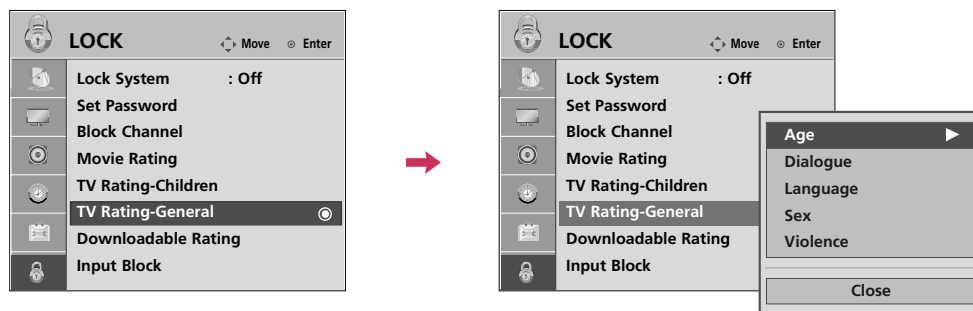 LOCK
Move Enter
Lock System : Off
Set Password
Block Channel
Movie Rating
TV Rating-Children
TV Rating-General
Downloadable Rating
Input Block
LOCK
Move Enter
Lock System : Off
Set Password
Block Channel
Movie Rating
TV Rating-Children
TV Rating-General
Downloadable Rating
Input Block
Age
Dialogue
Language
Sex
Violence
Close